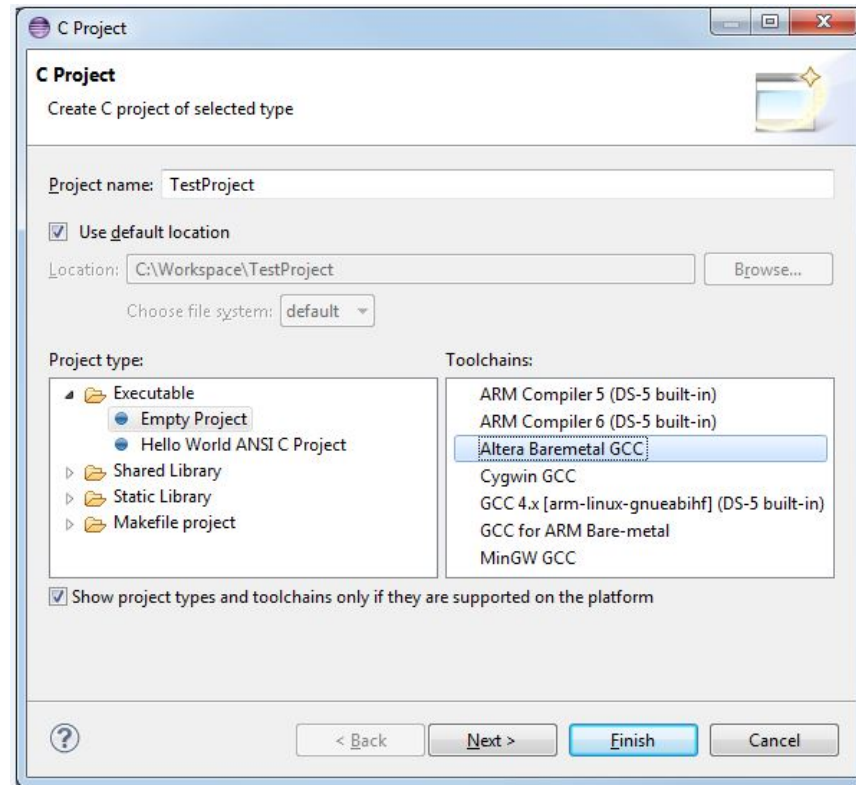 C Project
C Project
Create C project of selected type
Project name: TestProject
Use default location
Location: C:\Workspace\TestProject Browse...
Choose file system: default
Project type: Toolchains:
Executable
Empty Project
Hello World ANSI C Project
Shared Library
Static Library
Makefile project
ARM Compiler 5 (DS-5 built-in)
ARM Compiler 6 (DS-5 built-in)
Altera Baremetal GCC
Cygwin GCC
GCC 4.x [arm-linux-gnueabihf] (DS-5 built-in)
GCC for ARM Bare-metal
MinGW GCC
Show project types and toolchains only if they are supported on the platform
? < Back Next > Finish Cancel